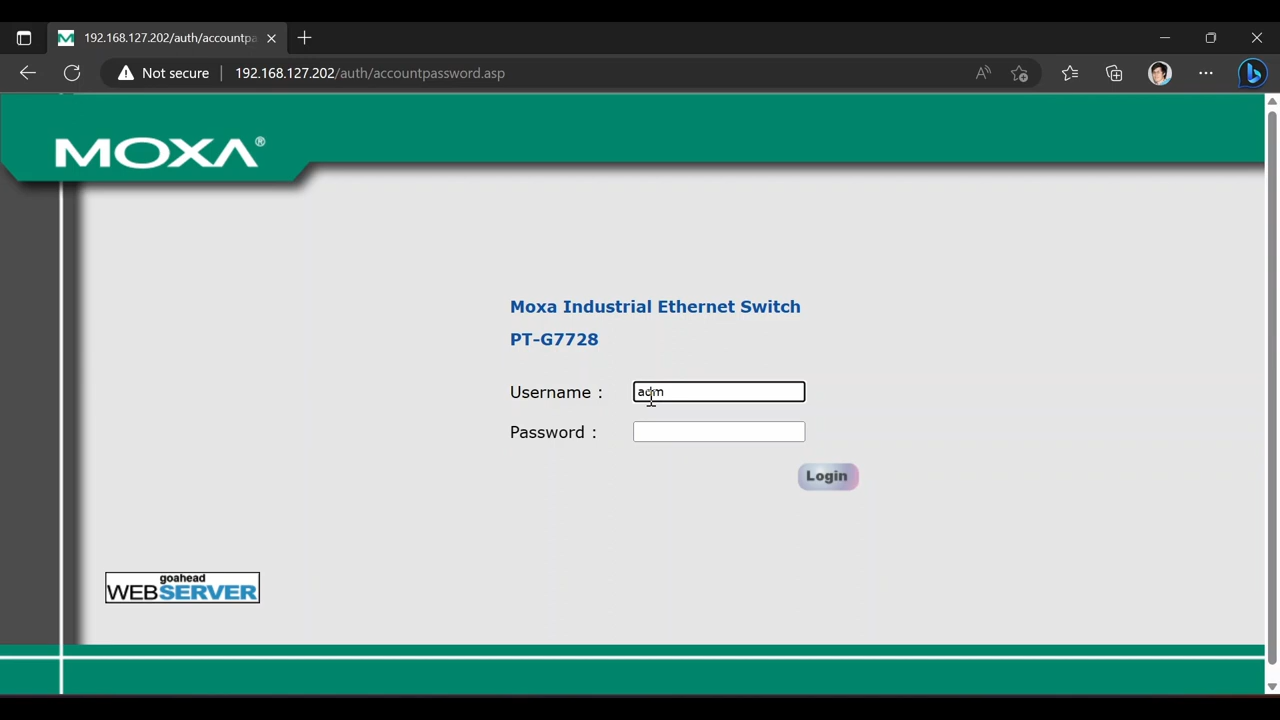 192.168.127.202/auth/accountpa
Not secure
192.168.127.202/auth/accountpassword.asp
MOXA®
Moxa Industrial Ethernet Switch
PT-G7728
Username :
adm
Password :
Login
goahead
WEBSERVER